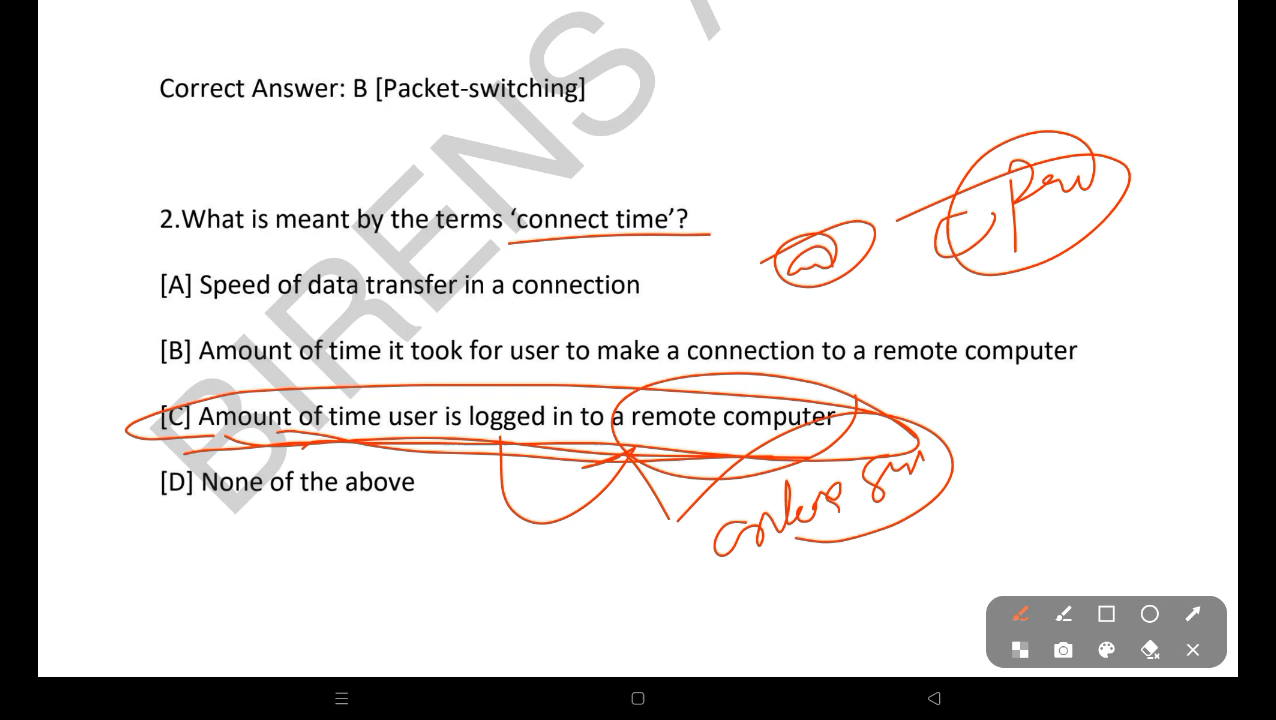 Correct Answer: B [Packet-switching]
2.What is meant by the terms ‘connect time’?
[A] Speed of data transfer in a connection
[B] Amount of time it took for user to make a connection to a remote computer
[C] Amount of time user is logged in to a remote computer
[D] None of the above
BIRENS